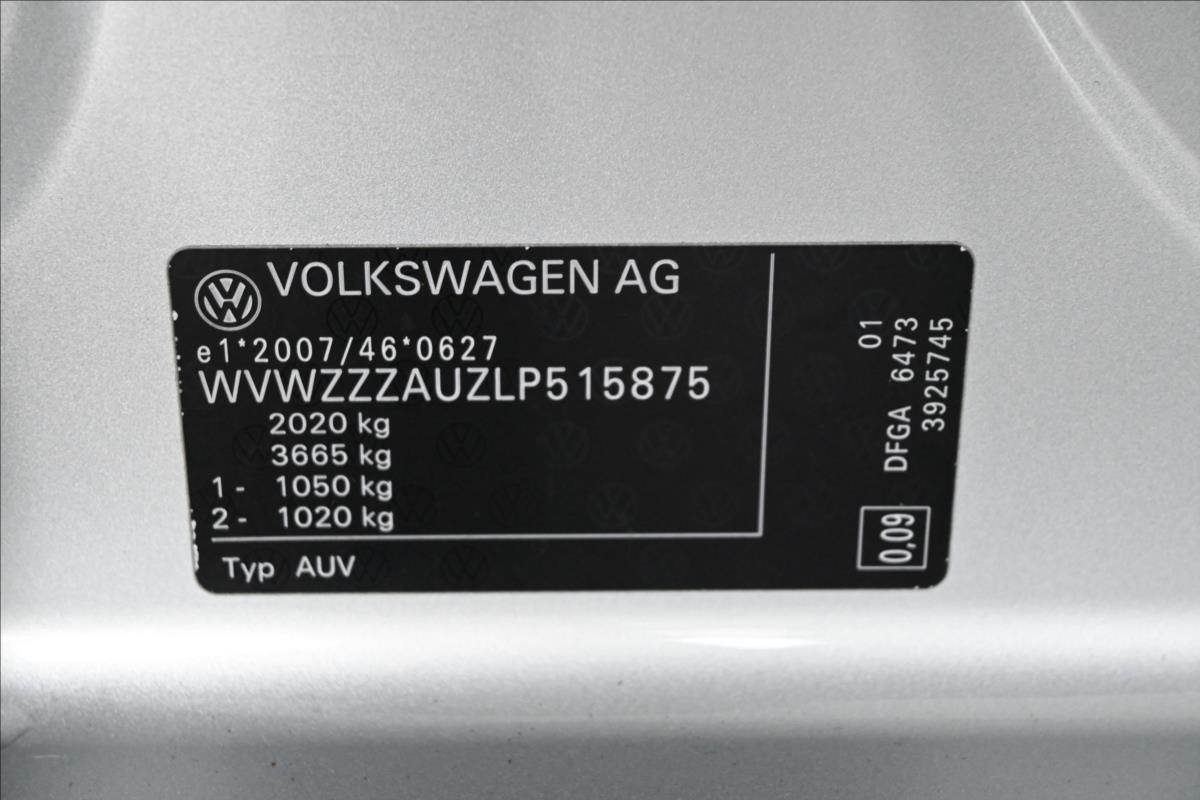 VOLKSWAGEN AG
e1*2007/46*0627
WVWZZZAUZLP515875
2020 kg
3665 kg
1- 1050 kg
2- 1020 kg
Typ AUV
01
DFGA 6473
3925745
0,09